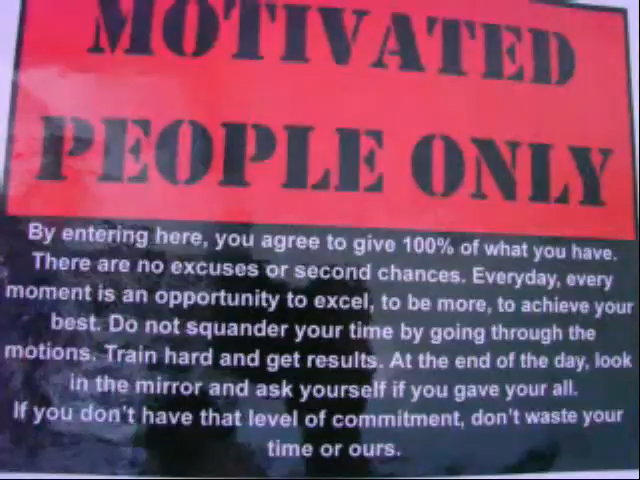 MOTIVATED
PEOPLE ONLY
By entering here, you agree to give 100% of what you have.
There are no excuses or second chances. Everyday, every
moment is an opportunity to excel, to be more, to achieve your
best. Do not squander your time by going through the
motions. Train hard and get results. At the end of the day, look
in the mirror and ask yourself if you gave your all.
If you don't have that level of commitment, don't waste your
time or ours.